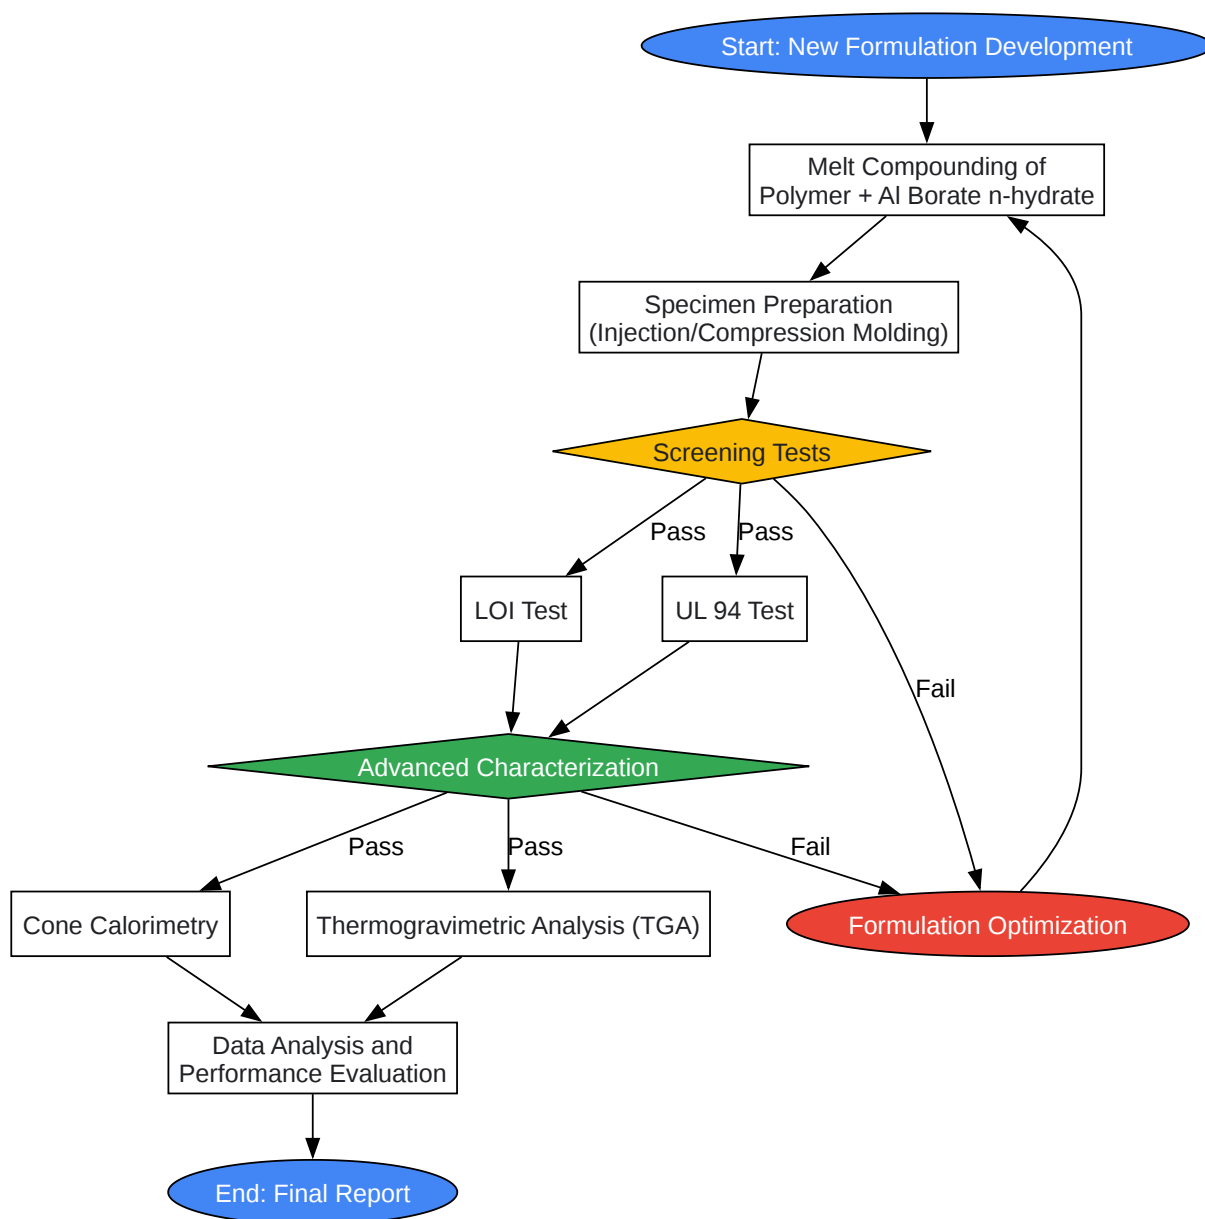 Start: New Formulation Development
Melt Compounding of
Polymer + Al Borate n-hydrate
Specimen Preparation
(Injection/Compression Molding)
Screening Tests
Pass
Pass
LOI Test
UL 94 Test
Fail
Advanced Characterization
Pass
Pass
Fail
Cone Calorimetry
Thermogravimetric Analysis (TGA)
Formulation Optimization
Data Analysis and
Performance Evaluation
End: Final Report